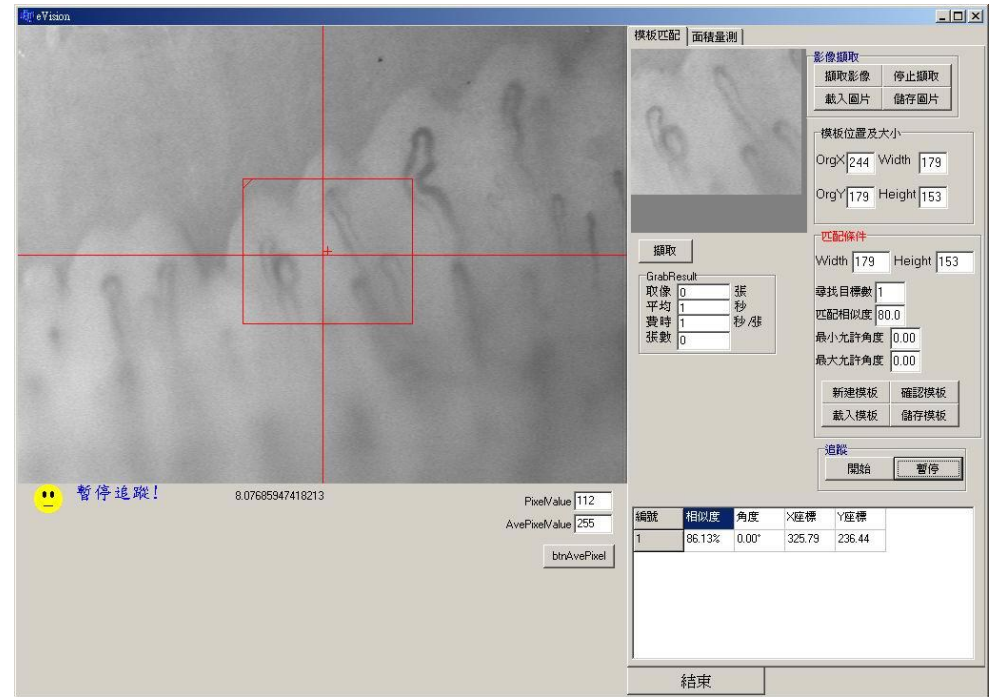 eVision
模板匹配 面積量測
影像擷取
擷取影像 停止擷取
載入圖片 儲存圖片
模板位置及大小
OrgX 244 Width 179
OrgY 179 Height 153
擷取
GrabResult
取像 0 張
平均 1 秒
費時 1 秒/張
張數 0
匹配條件
Width 179 Height 153
尋找目標數 1
匹配相似度 80.0
最小允許角度 0.00
最大允許角度 0.00
新建模板 確認模板
載入模板 儲存模板
追蹤
開始 暫停
暫停追蹤!
8.07685947418213
PixelValue 112
AvePixelValue 255
btnAvePixel
編號 相似度 角度 X座標 Y座標
1 86.13% 0.00° 325.79 236.44
結束